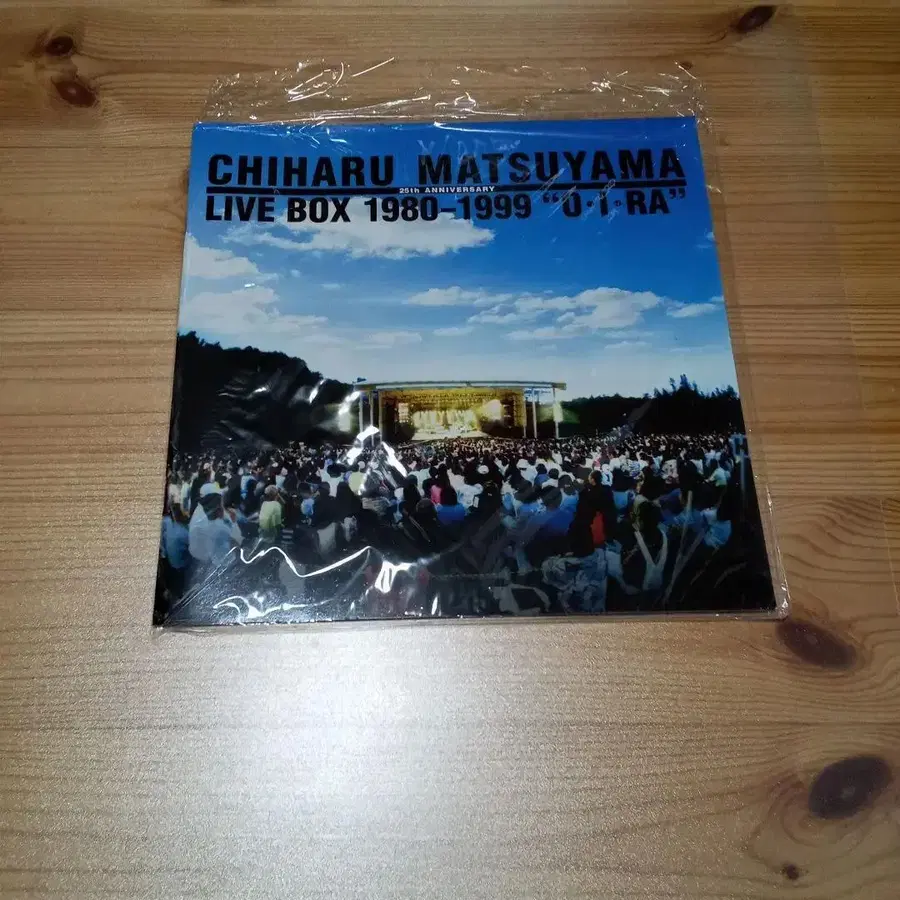 CHIHARU MATSUYAMA
25th ANNIVERSARY
LIVE BOX 1980-1999 "O·I·RA"